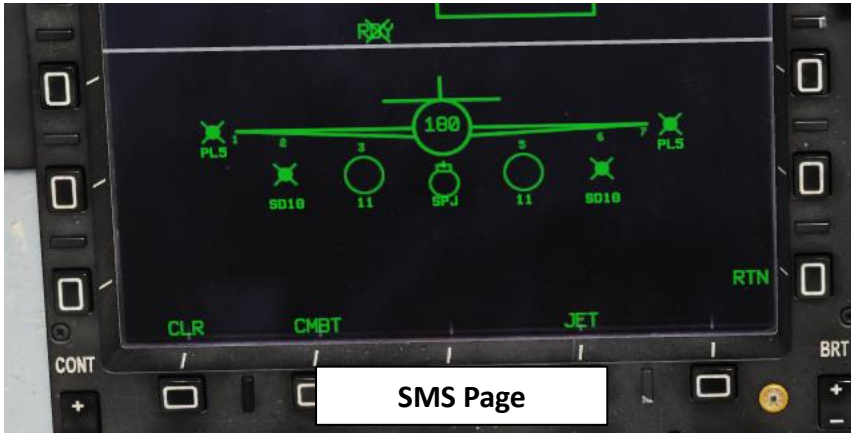 RDY
180
PL5 1 2 3 5 6 7 PL5
SD10 11 SPJ 11 SD10
RTN
CLR CMBT JET
CONT BRT
+ +
-
SMS Page